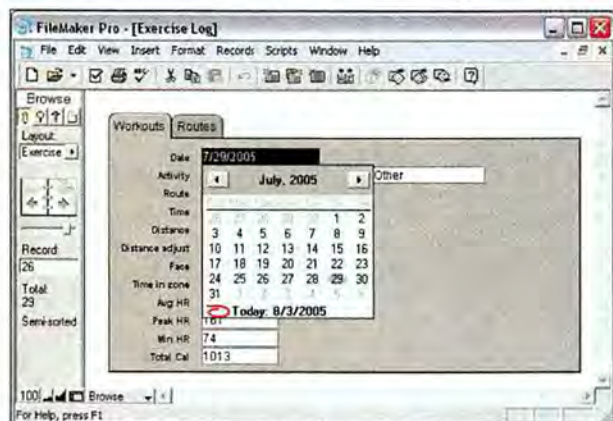 FileMaker Pro - [Exercise Log]
File Edit View Insert Format Records Scripts Window Help
Browse
Layout:
Exercise
Record:
26
Total:
29
Semi-sorted
Workouts Routes
Date 7/29/2005
Activity Other
Route
Time
Distance
Distance adjust
Pace
Time in zone
Avg HR
Peak HR 161
Min HR 74
Total Cal 1013
July, 2005
1 2
3 4 5 6 7 8 9
10 11 12 13 14 15 16
17 18 19 20 21 22 23
24 25 26 27 28 29 30
31
Today: 8/3/2005
100 Browse
For Help, press F1